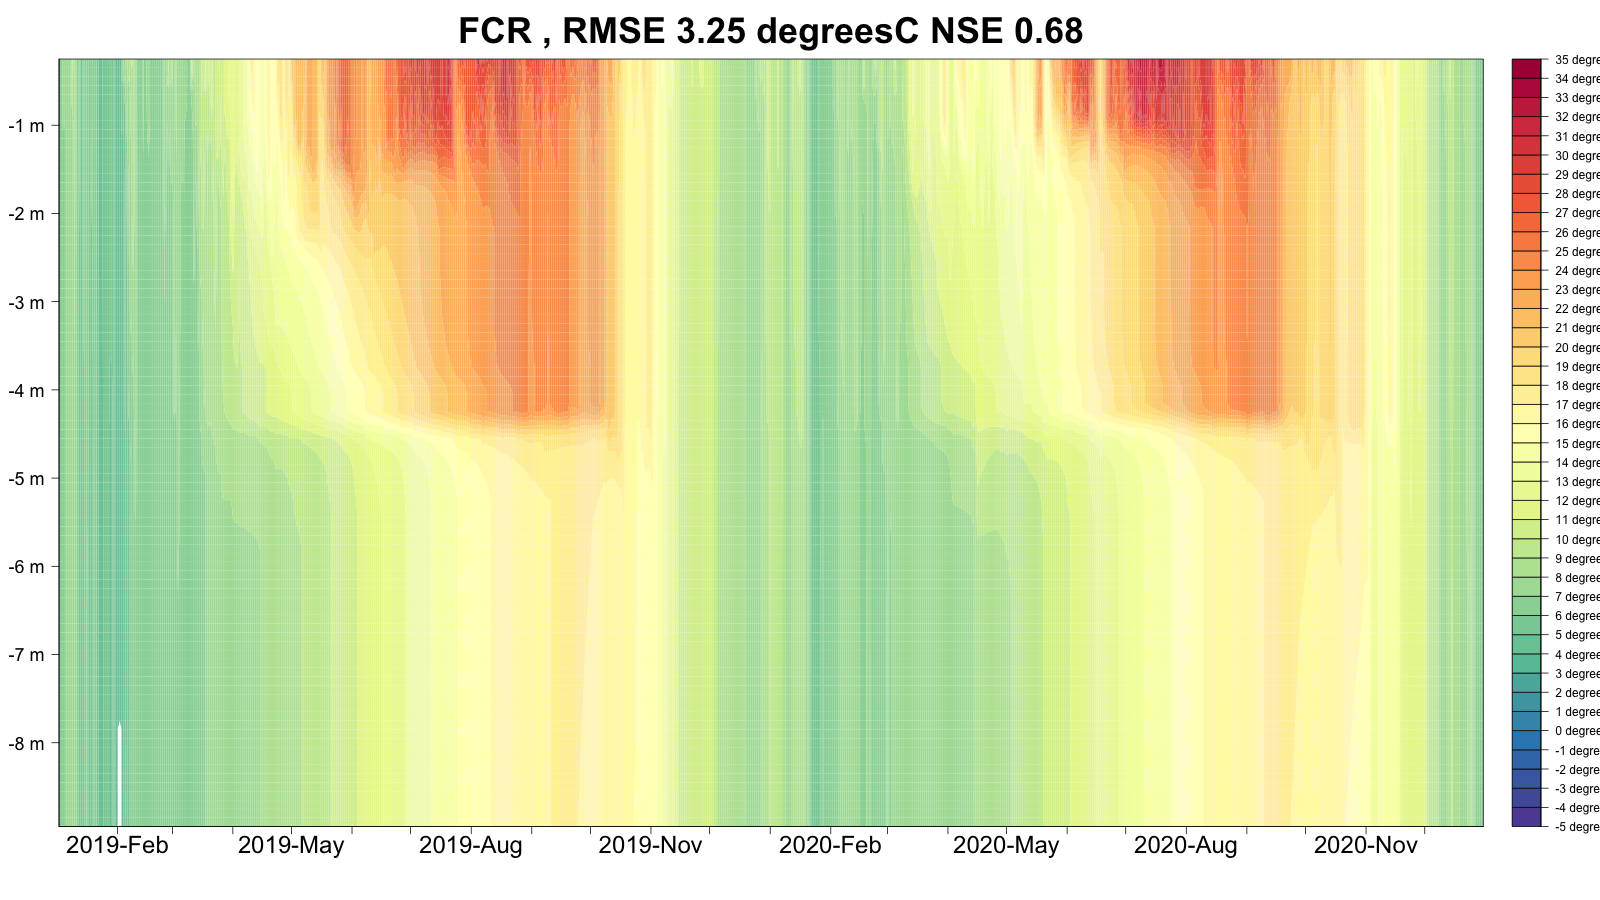 FCR , RMSE 3.25 degreesC NSE 0.68
-1 m
-2 m
-3 m
-4 m
-5 m
-6 m
-7 m
-8 m
2019-Feb 2019-May 2019-Aug 2019-Nov 2020-Feb 2020-May 2020-Aug 2020-Nov
35 degre
34 degre
33 degre
32 degre
31 degre
30 degre
29 degre
28 degre
27 degre
26 degre
25 degre
24 degre
23 degre
22 degre
21 degre
20 degre
19 degre
18 degre
17 degre
16 degre
15 degre
14 degre
13 degre
12 degre
11 degre
10 degre
9 degree
8 degree
7 degree
6 degree
5 degree
4 degree
3 degree
2 degree
1 degree
0 degree
-1 degre
-2 degre
-3 degre
-4 degre
-5 degre